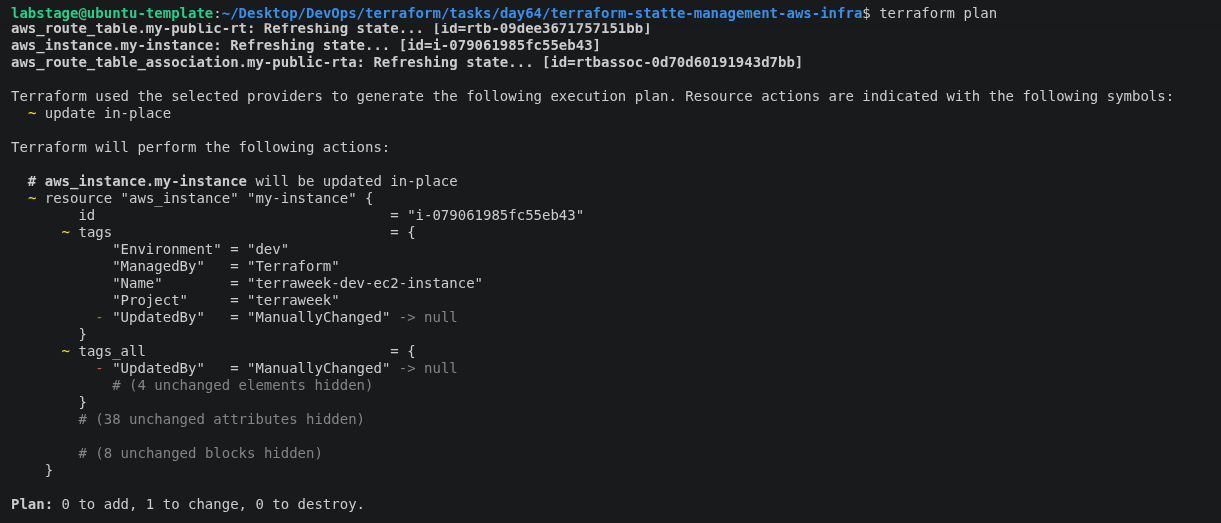 labstage@ubuntu-template:~/Desktop/DevOps/terraform/tasks/day64/terraform-statte-management-aws-infra$ terraform plan
aws_route_table.my-public-rt: Refreshing state... [id=rtb-09dee3671757151bb]
aws_instance.my-instance: Refreshing state... [id=i-079061985fc55eb43]
aws_route_table_association.my-public-rta: Refreshing state... [id=rtbassoc-0d70d60191943d7bb]

Terraform used the selected providers to generate the following execution plan. Resource actions are indicated with the following symbols:
  ~ update in-place

Terraform will perform the following actions:

  # aws_instance.my-instance will be updated in-place
  ~ resource "aws_instance" "my-instance" {
        id                                   = "i-079061985fc55eb43"
      ~ tags                                 = {
            "Environment" = "dev"
            "ManagedBy"   = "Terraform"
            "Name"        = "terraweek-dev-ec2-instance"
            "Project"     = "terraweek"
          - "UpdatedBy"   = "ManuallyChanged" -> null
        }
      ~ tags_all                             = {
          - "UpdatedBy"   = "ManuallyChanged" -> null
            # (4 unchanged elements hidden)
        }
        # (38 unchanged attributes hidden)

        # (8 unchanged blocks hidden)
    }

Plan: 0 to add, 1 to change, 0 to destroy.